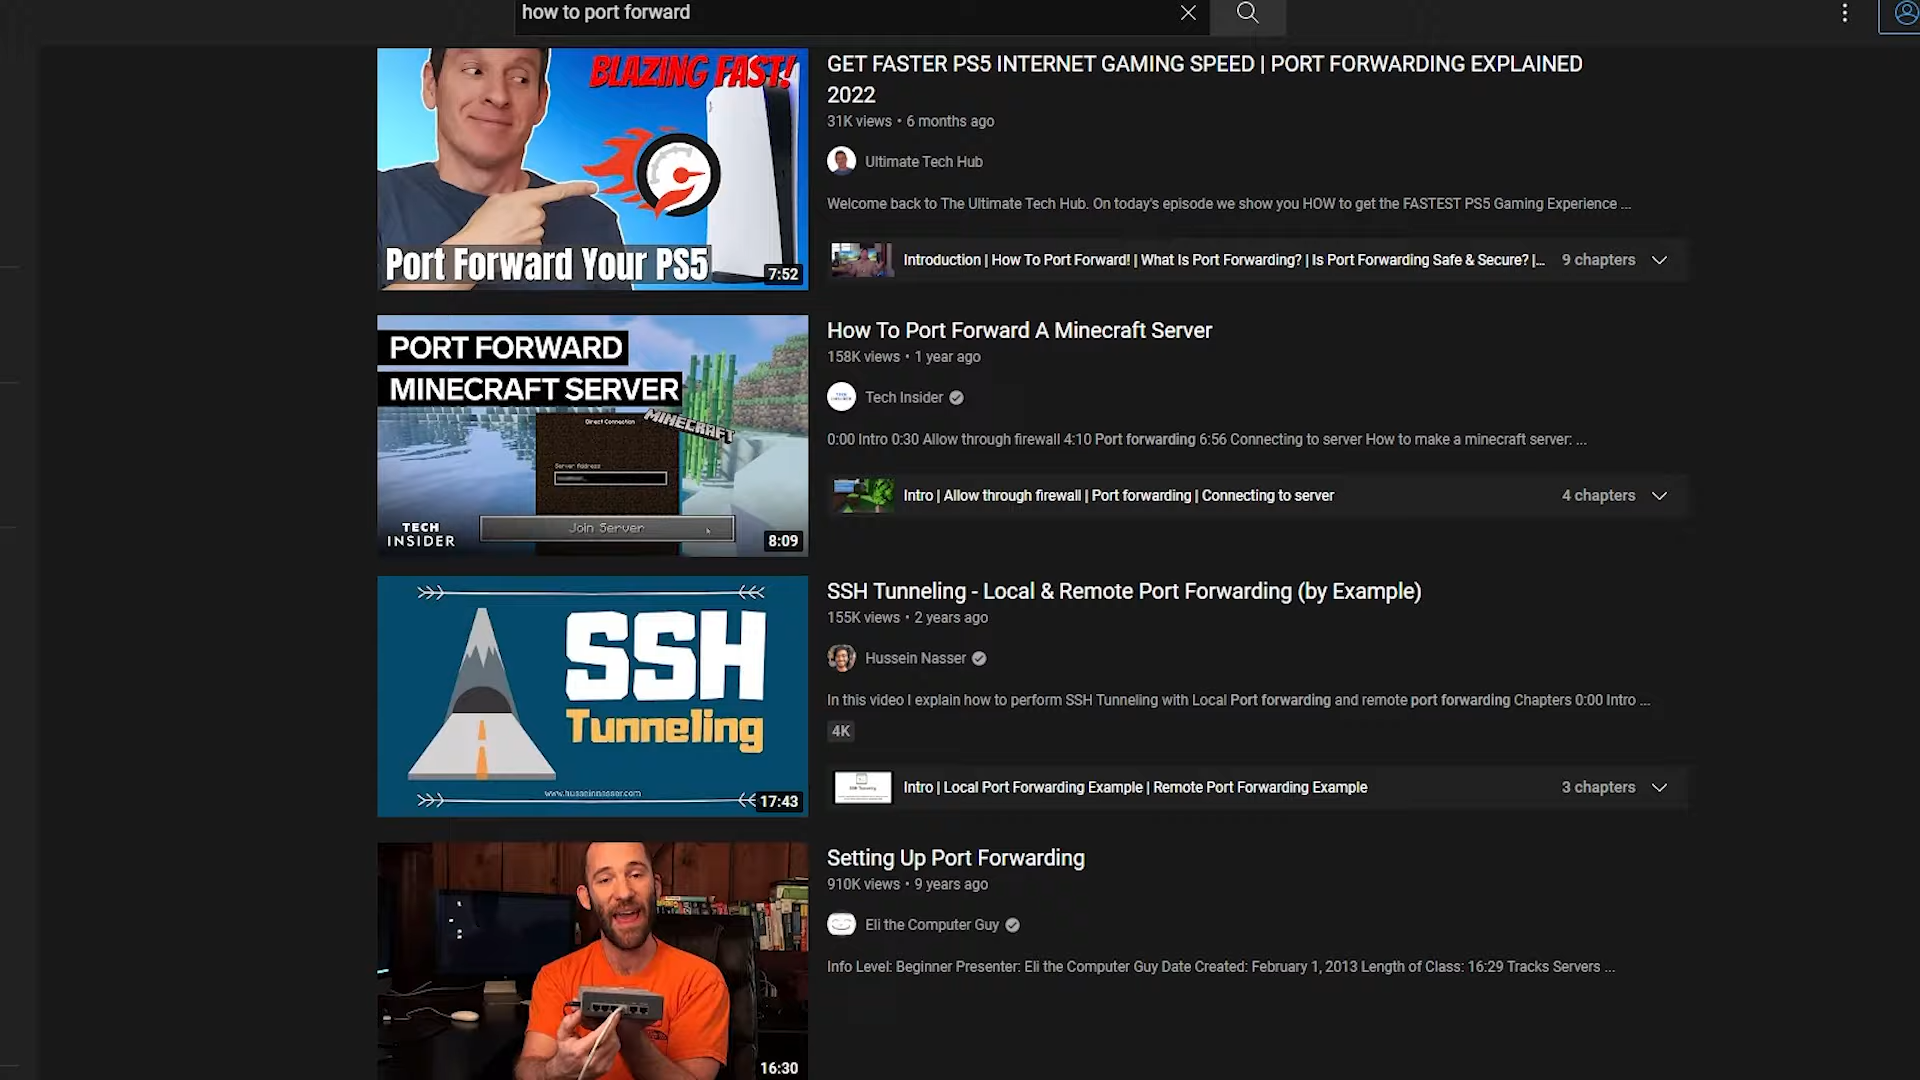 how to port forward
BLAZING FAST!
Port Forward Your PS5
7:52
GET FASTER PS5 INTERNET GAMING SPEED | PORT FORWARDING EXPLAINED
2022
31K views • 6 months ago
Ultimate Tech Hub
Welcome back to The Ultimate Tech Hub. On today's episode we show you HOW to get the FASTEST PS5 Gaming Experience ...
Introduction | How To Port Forward! | What Is Port Forwarding? | Is Port Forwarding Safe & Secure? |...
9 chapters
PORT FORWARD
MINECRAFT SERVER
MINECRAFT
Direct Connection
Server Address
Join Server
TECH
INSIDER
8:09
How To Port Forward A Minecraft Server
158K views • 1 year ago
Tech Insider
0:00 Intro 0:30 Allow through firewall 4:10 Port forwarding 6:56 Connecting to server How to make a minecraft server: ...
Intro | Allow through firewall | Port forwarding | Connecting to server
4 chapters
SSH
Tunneling
www.husseinnasser.com
17:43
SSH Tunneling - Local & Remote Port Forwarding (by Example)
155K views • 2 years ago
Hussein Nasser
In this video I explain how to perform SSH Tunneling with Local Port forwarding and remote port forwarding Chapters 0:00 Intro ...
4K
Intro | Local Port Forwarding Example | Remote Port Forwarding Example
3 chapters
16:30
Setting Up Port Forwarding
910K views • 9 years ago
Eli the Computer Guy
Info Level: Beginner Presenter: Eli the Computer Guy Date Created: February 1, 2013 Length of Class: 16:29 Tracks Servers ...